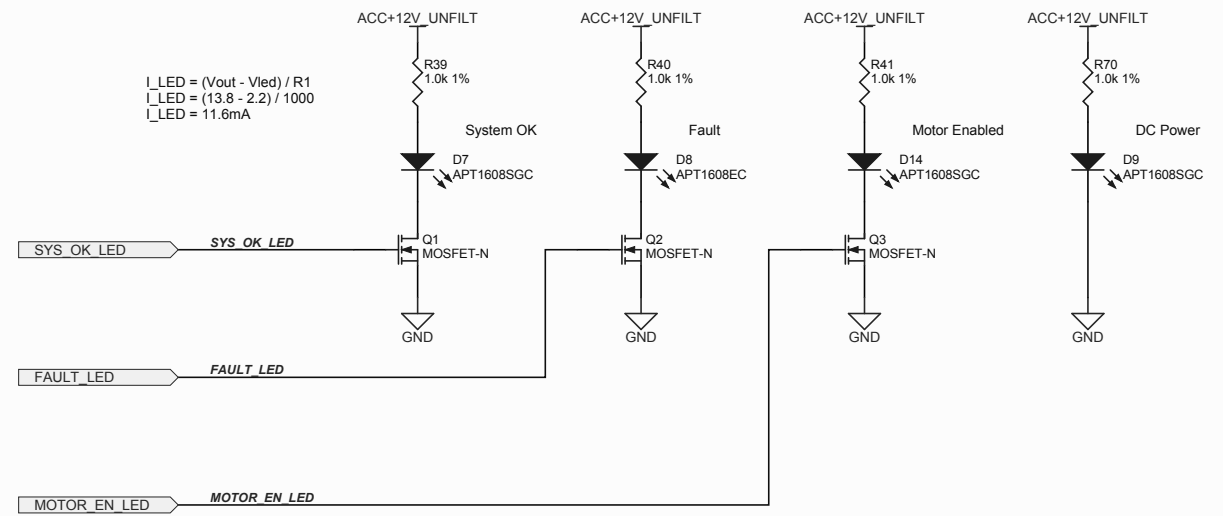 ACC+12V_UNFILT
ACC+12V_UNFILT
ACC+12V_UNFILT
ACC+12V_UNFILT
R39
1.0k 1%
R40
1.0k 1%
R41
1.0k 1%
R70
1.0k 1%
I_LED = (Vout - Vled) / R1
I_LED = (13.8 - 2.2) / 1000
I_LED = 11.6mA
System OK
Fault
Motor Enabled
DC Power
D7
APT1608SGC
D8
APT1608EC
D14
APT1608SGC
D9
APT1608SGC
SYS_OK_LED
SYS_OK_LED
Q1
MOSFET-N
Q2
MOSFET-N
Q3
MOSFET-N
GND
GND
GND
GND
FAULT_LED
FAULT_LED
MOTOR_EN_LED
MOTOR_EN_LED